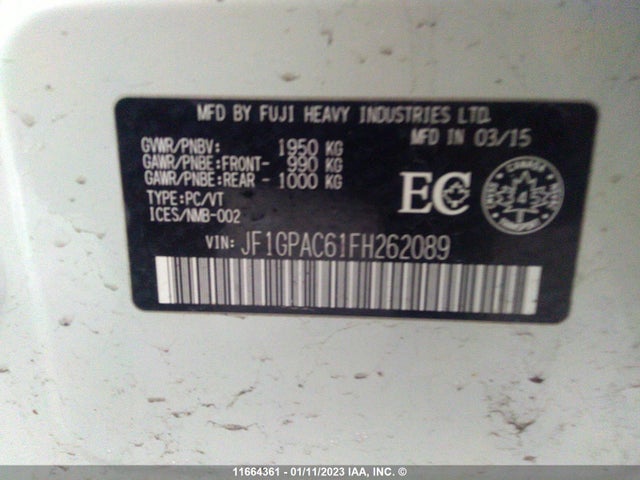 MFD BY FUJI HEAVY INDUSTRIES LTD.
MFD IN 03/15
GVWR/PNBV: 1950 KG
GAWR/PNBE:FRONT- 990 KG
GAWR/PNBE:REAR - 1000 KG
TYPE:PC/VT
ICES/NMB-002
EC
CANADA
VIN: JF1GPAC61FH262089
11664361 - 01/11/2023 IAA, INC. ©